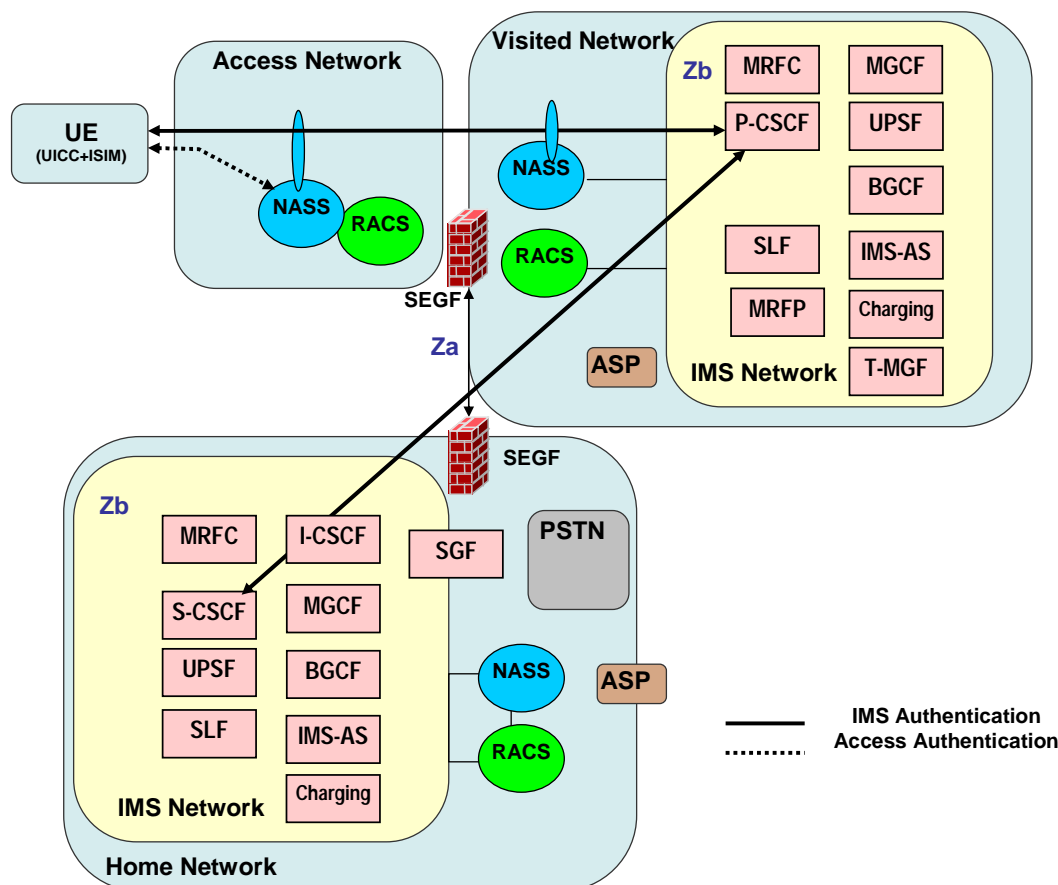 Access Network
UE
(UICC+ISIM)
NASS
RACS
Visited Network
Zb
MRFC
MGCF
P-CSCF
UPSF
NASS
BGCF
RACS
SLF
IMS-AS
MRFP
Charging
ASP
IMS Network
T-MGF
SEGF
Za
SEGF
Zb
MRFC
I-CSCF
SGF
PSTN
S-CSCF
MGCF
UPSF
BGCF
NASS
ASP
SLF
IMS-AS
RACS
IMS Network
Charging
Home Network
IMS Authentication
Access Authentication